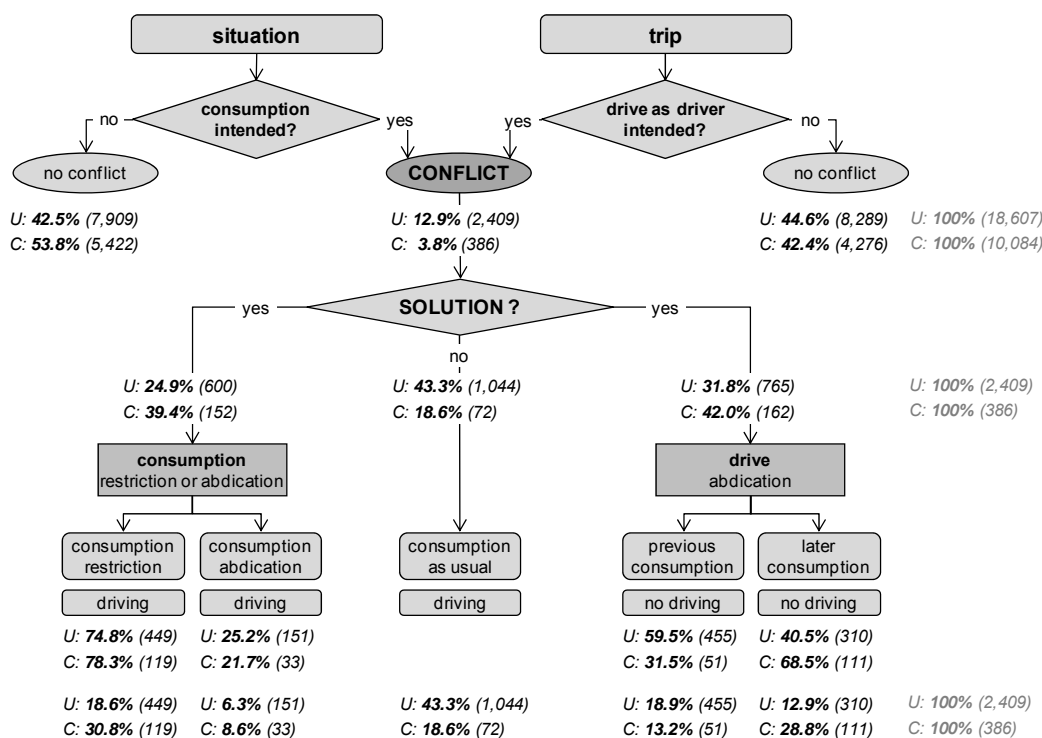 situation
trip
consumption
intended?
drive as driver
intended?
no
yes
yes
no
no conflict
CONFLICT
no conflict
U: 42.5% (7,909)
C: 53.8% (5,422)
U: 12.9% (2,409)
C: 3.8% (386)
U: 44.6% (8,289)
C: 42.4% (4,276)
U: 100% (18,607)
C: 100% (10,084)
SOLUTION ?
yes
yes
no
U: 24.9% (600)
C: 39.4% (152)
U: 43.3% (1,044)
C: 18.6% (72)
U: 31.8% (765)
C: 42.0% (162)
U: 100% (2,409)
C: 100% (386)
consumption
restriction or abdication
drive
abdication
consumption
restriction
consumption
abdication
consumption
as usual
previous
consumption
later
consumption
driving
driving
driving
no driving
no driving
U: 74.8% (449)
C: 78.3% (119)
U: 25.2% (151)
C: 21.7% (33)
U: 59.5% (455)
C: 31.5% (51)
U: 40.5% (310)
C: 68.5% (111)
U: 18.6% (449)
C: 30.8% (119)
U: 6.3% (151)
C: 8.6% (33)
U: 43.3% (1,044)
C: 18.6% (72)
U: 18.9% (455)
C: 13.2% (51)
U: 12.9% (310)
C: 28.8% (111)
U: 100% (2,409)
C: 100% (386)